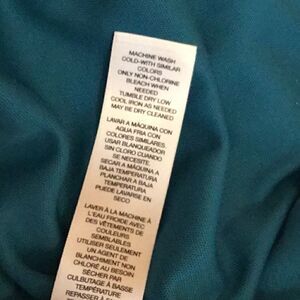 MACHINE WASH
COLD-WITH SIMILAR
COLORS
ONLY NON-CHLORINE
BLEACH WHEN
NEEDED
TUMBLE DRY LOW
COOL IRON AS NEEDED
MAY BE DRY CLEANED
LAVAR A MÁQUINA CON
AGUA FRIA CON
COLORES SIMILARES.
USAR BLANQUEADOR
SIN CLORO CUANDO
SE NECESITE.
SECAR A MÁQUINA A
BAJA TEMPERATURA
PLANCHAR A BAJA
TEMPERATURA
PUEDE LAVARSE EN
SECO
LAVER À LA MACHINE À
L'EAU FROIDE AVEC
DES VÊTEMENTS DE
COULEURS
SEMBLABLES.
UTILISER SEULEMENT
UN AGENT DE
BLANCHIMENT NON
CHLORÉ AU BESOIN
SÉCHER PAR
CULBUTAGE À BASSE
TEMPÉRATURE
REPASSER À